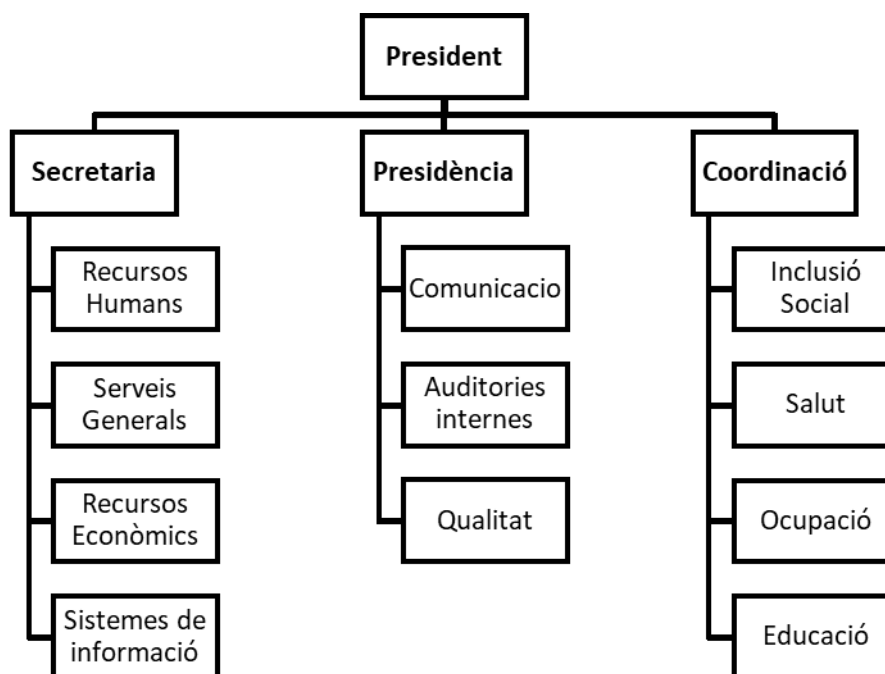 President
Secretaria
Presidència
Coordinació
Recursos
Humans
Comunicacio
Inclusió
Social
Serveis
Generals
Auditories
internes
Salut
Recursos
Econòmics
Qualitat
Ocupació
Sistemes de
informació
Educació